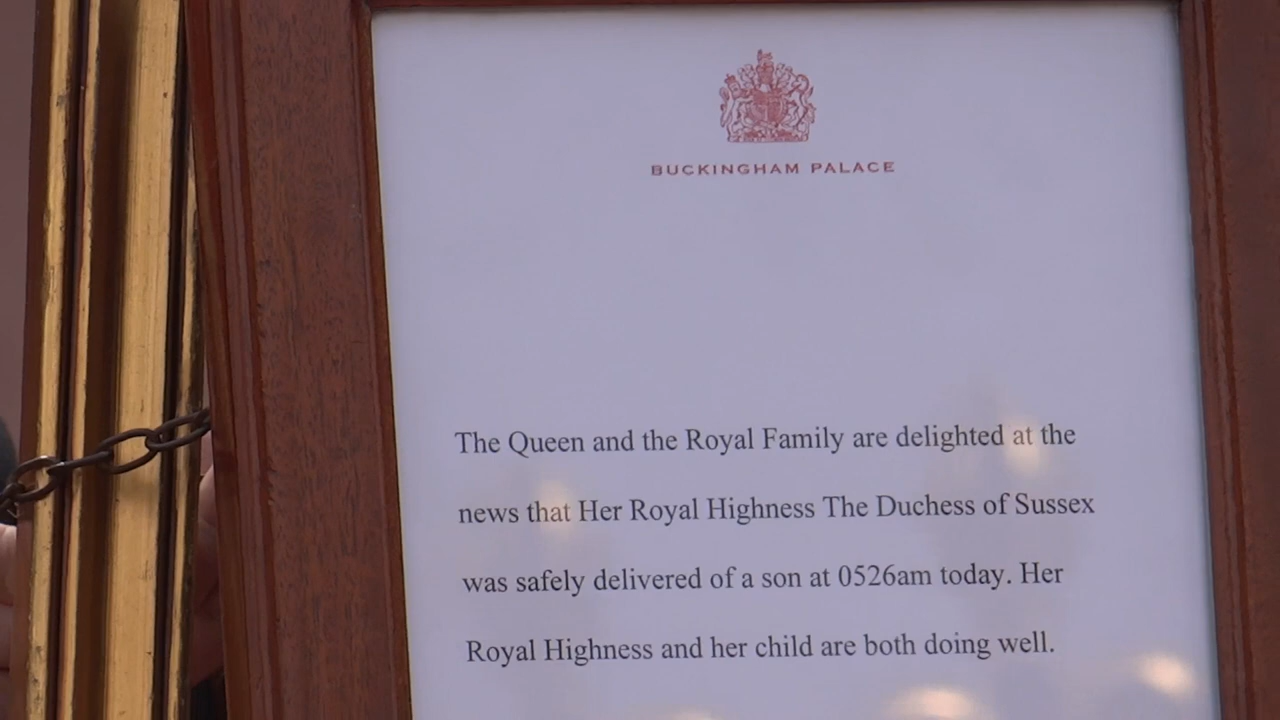 BUCKINGHAM PALACE
The Queen and the Royal Family are delighted at the
news that Her Royal Highness The Duchess of Sussex
was safely delivered of a son at 0526am today. Her
Royal Highness and her child are both doing well.